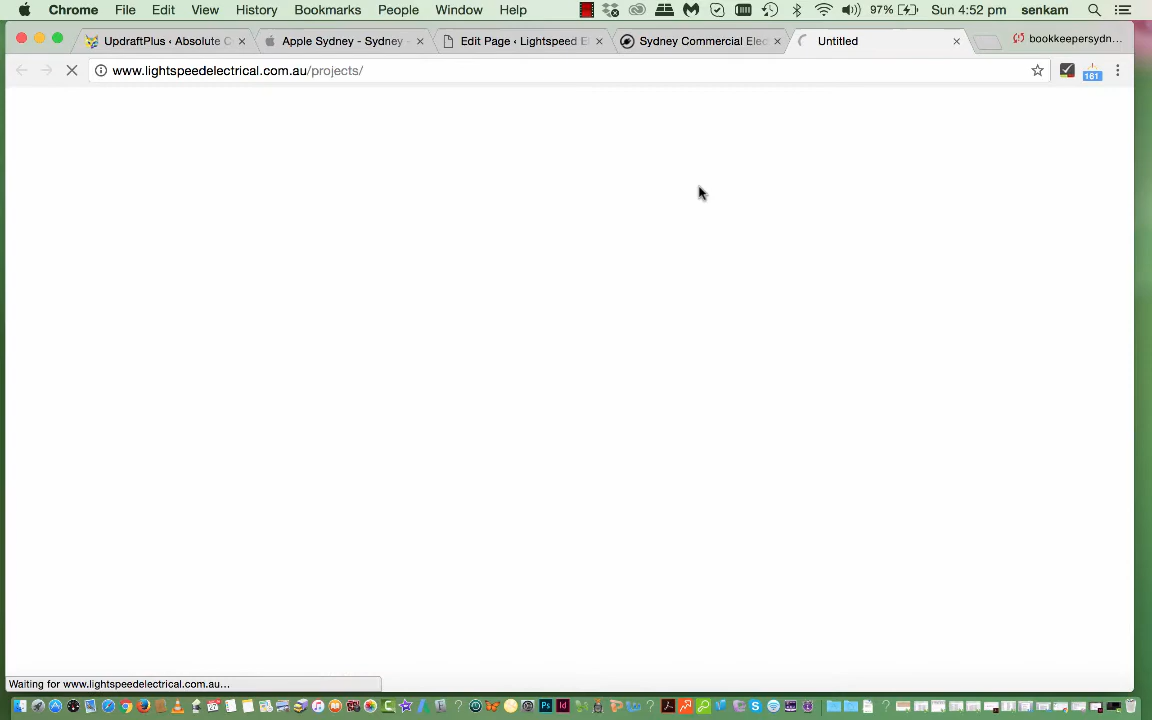 Chrome File Edit View History Bookmarks People Window Help 97% Sun 4:52 pm senkam
UpdraftPlus ‹ Absolute C Apple Sydney - Sydney Edit Page ‹ Lightspeed El Sydney Commercial Elec Untitled bookkeepersydn...
www.lightspeedelectrical.com.au/projects/
161
Waiting for www.lightspeedelectrical.com.au...